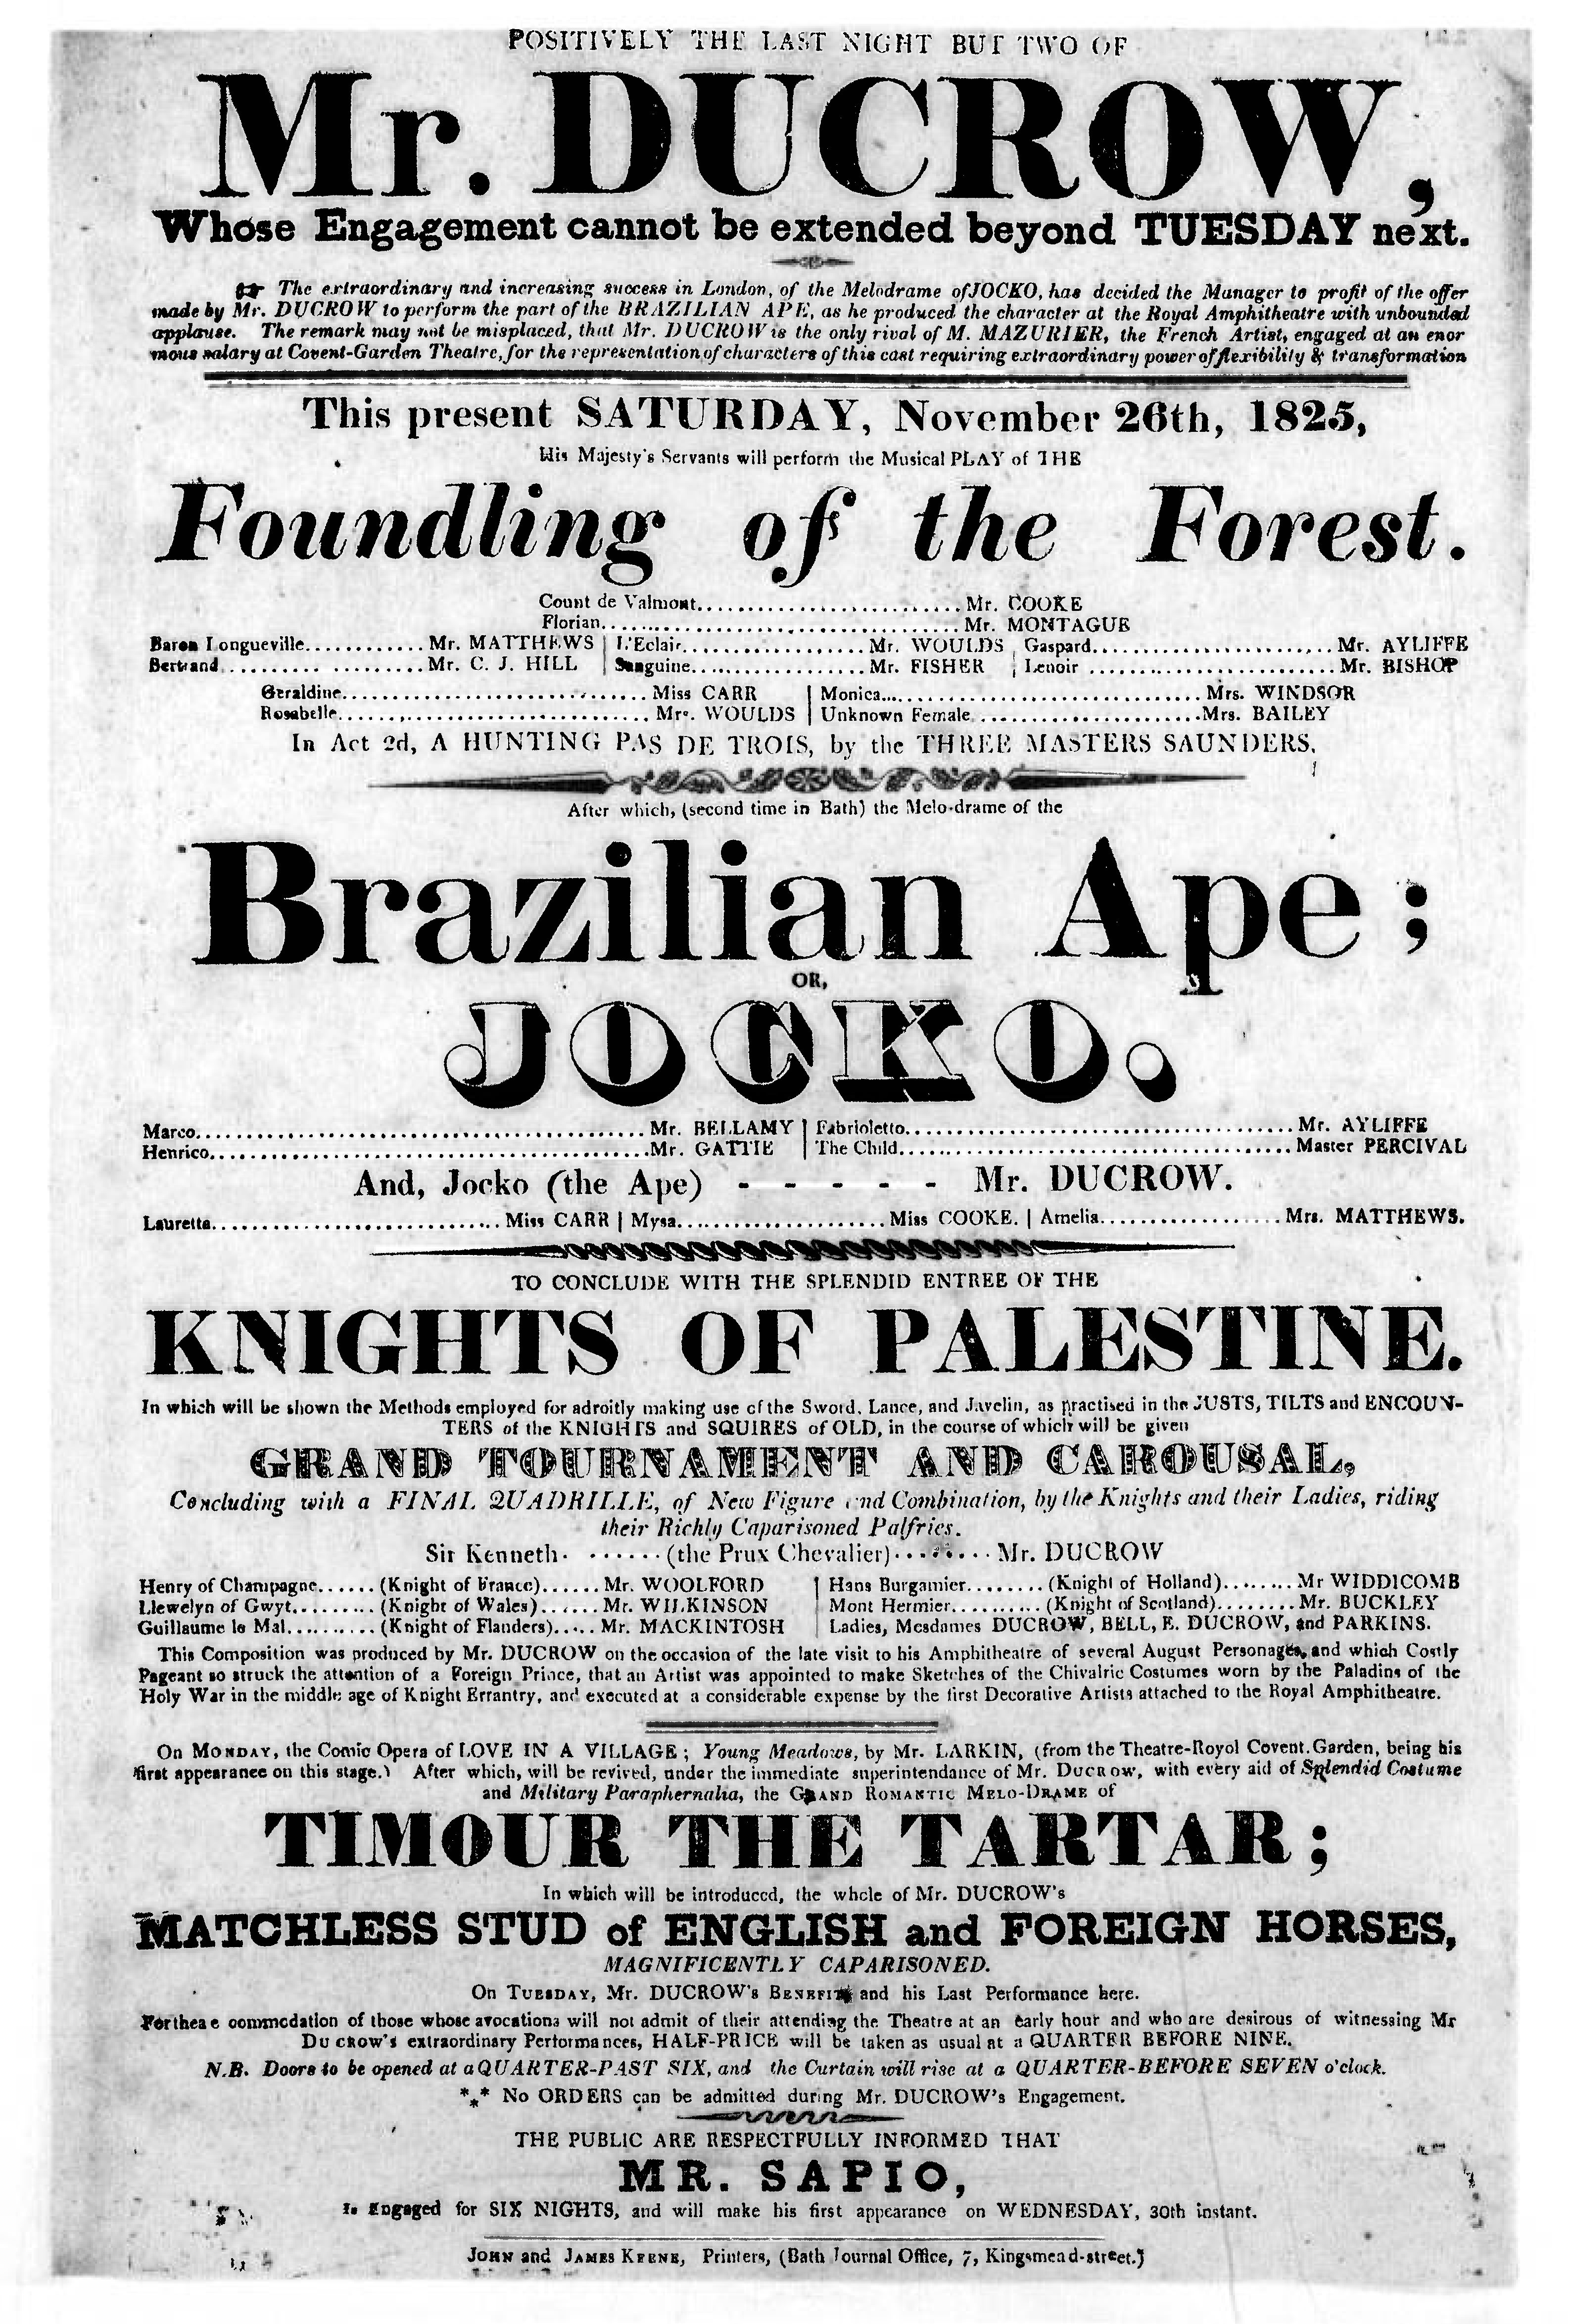 POSITIVELY THE LAST NIGHT BUT TWO OF
Mr. DUCROW,
Whose Engagement cannot be extended beyond TUESDAY next.
☞ The extraordinary and increasing success in London, of the Melodrame of JOCKO, has decided the Manager to profit of the offer
made by Mr. DUCROW to perform the part of the BRAZILIAN APE, as he produced the character at the Royal Amphitheatre with unbounded
applause. The remark may not be misplaced, that Mr. DUCROW is the only rival of M. MAZURIER, the French Artist, engaged at an enor
mous salary at Covent-Garden Theatre, for the representation of characters of this cast requiring extraordinary power of flexibility & transformation
This present SATURDAY, November 26th, 1825,
His Majesty's Servants will perform the Musical PLAY of THE
Foundling of the Forest.
Count de Valmont..........................Mr. COOKE
Florian....................................Mr. MONTAGUE
Baron Longueville............Mr. MATTHEWS | L'Eclair...................Mr. WOULDS | Gaspard........................Mr. AYLIFFE
Bertrand.....................Mr. C. J. HILL | Sanguine..................Mr. FISHER | Lenoir ........................Mr. BISHOP
Geraldine..............................Miss CARR | Monica................................Mrs. WINDSOR
Rosabelle...............................Mrs. WOULDS | Unknown Female ......................Mrs. BAILEY
In Act 2d, A HUNTING PAS DE TROIS, by the THREE MASTERS SAUNDERS.
After which, (second time in Bath) the Melo-drame of the
Brazilian Ape;
OR,
JOCKO.
Marco............................................Mr. BELLAMY | Fabrioletto......................................Mr. AYLIFFE
Henrico...........................................Mr. GATTIE | The Child.......................................Master PERCIVAL
And, Jocko (the Ape) - - - - - Mr. DUCROW.
Lauretta............................Miss CARR | Mysa....................Miss COOKE. | Amelia..................Mrs. MATTHEWS.
TO CONCLUDE WITH THE SPLENDID ENTREE OF THE
KNIGHTS OF PALESTINE.
In which will be shown the Methods employed for adroitly making use of the Sword, Lance, and Javelin, as practised in the JUSTS, TILTS and ENCOUN-
TERS of the KNIGHTS and SQUIRES of OLD, in the course of which will be given
GRAND TOURNAMENT AND CAROUSAL,
Concluding with a FINAL QUADRILLE, of New Figure and Combination, by the Knights and their Ladies, riding
their Richly Caparisoned Palfries.
Sir Kenneth. ......(the Prux Chevalier).........Mr. DUCROW
Henry of Champagne......(Knight of France)......Mr. WOOLFORD | Hans Burgamier........(Knight of Holland)........Mr WIDDICOMB
Llewelyn of Gwyt.........(Knight of Wales)......Mr. WILKINSON | Mont Hermier..........(Knight of Scotland)........Mr. BUCKLEY
Guillaume le Mal..........(Knight of Flanders).....Mr. MACKINTOSH | Ladies, Mesdames DUCROW, BELL, E. DUCROW, and PARKINS.
This Composition was produced by Mr. DUCROW on the occasion of the late visit to his Amphitheatre of several August Personages, and which Costly
Pageant so struck the attention of a Foreign Prince, that an Artist was appointed to make Sketches of the Chivalric Costumes worn by the Paladins of the
Holy War in the middle age of Knight Errantry, and executed at a considerable expense by the first Decorative Artists attached to the Royal Amphitheatre.
On MONDAY, the Comic Opera of LOVE IN A VILLAGE; Young Meadows, by Mr. LARKIN, (from the Theatre-Royol Covent.Garden, being his
first appearance on this stage.) After which, will be revived, under the immediate superintendance of Mr. DUCROW, with every aid of Splendid Costume
and Military Paraphernalia, the GRAND ROMANTIC MELO-DRAME of
TIMOUR THE TARTAR;
In which will be introduced, the whole of Mr. DUCROW's
MATCHLESS STUD of ENGLISH and FOREIGN HORSES,
MAGNIFICENTLY CAPARISONED.
On TUESDAY, Mr. DUCROW's BENEFIT and his Last Performance here.
For the accommodation of those whose avocations will not admit of their attending the Theatre at an early hour and who are desirous of witnessing Mr
Ducrow's extraordinary Performances, HALF-PRICE will be taken as usual at a QUARTER BEFORE NINE.
N.B. Doors to be opened at a QUARTER-PAST SIX, and the Curtain will rise at a QUARTER-BEFORE SEVEN o'clock.
*** No ORDERS can be admitted during Mr. DUCROW's Engagement.
THE PUBLIC ARE RESPECTFULLY INFORMED THAT
MR. SAPIO,
Is Engaged for SIX NIGHTS, and will make his first appearance on WEDNESDAY, 30th instant.
JOHN and JAMES KEENE, Printers, (Bath Journal Office, 7, Kingsmead-street.)